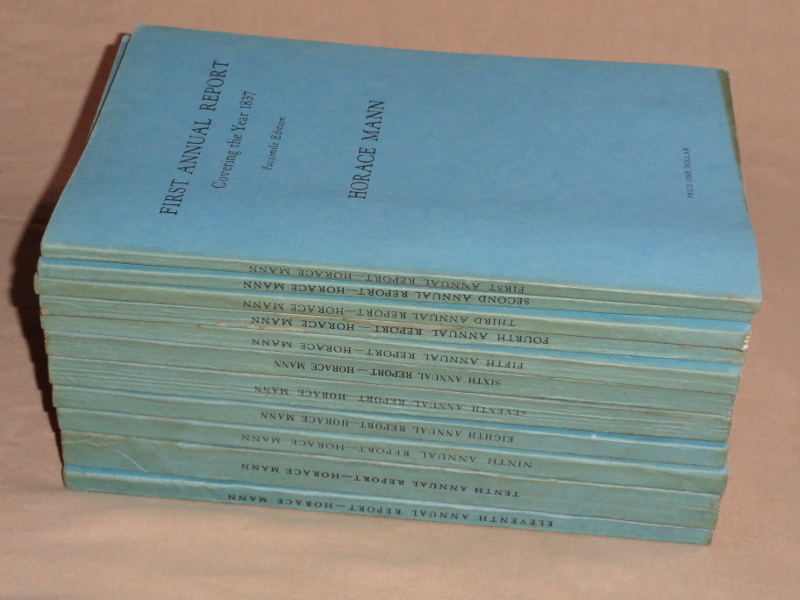 FIRST ANNUAL REPORT
Covering the Year 1837
Facsimile Edition
HORACE MANN
PRICE ONE DOLLAR
FIRST ANNUAL REPORT—HORACE MANN
SECOND ANNUAL REPORT—HORACE MANN
THIRD ANNUAL REPORT—HORACE MANN
FOURTH ANNUAL REPORT—HORACE MANN
FIFTH ANNUAL REPORT—HORACE MANN
SIXTH ANNUAL REPORT—HORACE MANN
SEVENTH ANNUAL REPORT—HORACE MANN
EIGHTH ANNUAL REPORT—HORACE MANN
NINTH ANNUAL REPORT—HORACE MANN
TENTH ANNUAL REPORT—HORACE MANN
ELEVENTH ANNUAL REPORT—HORACE MANN